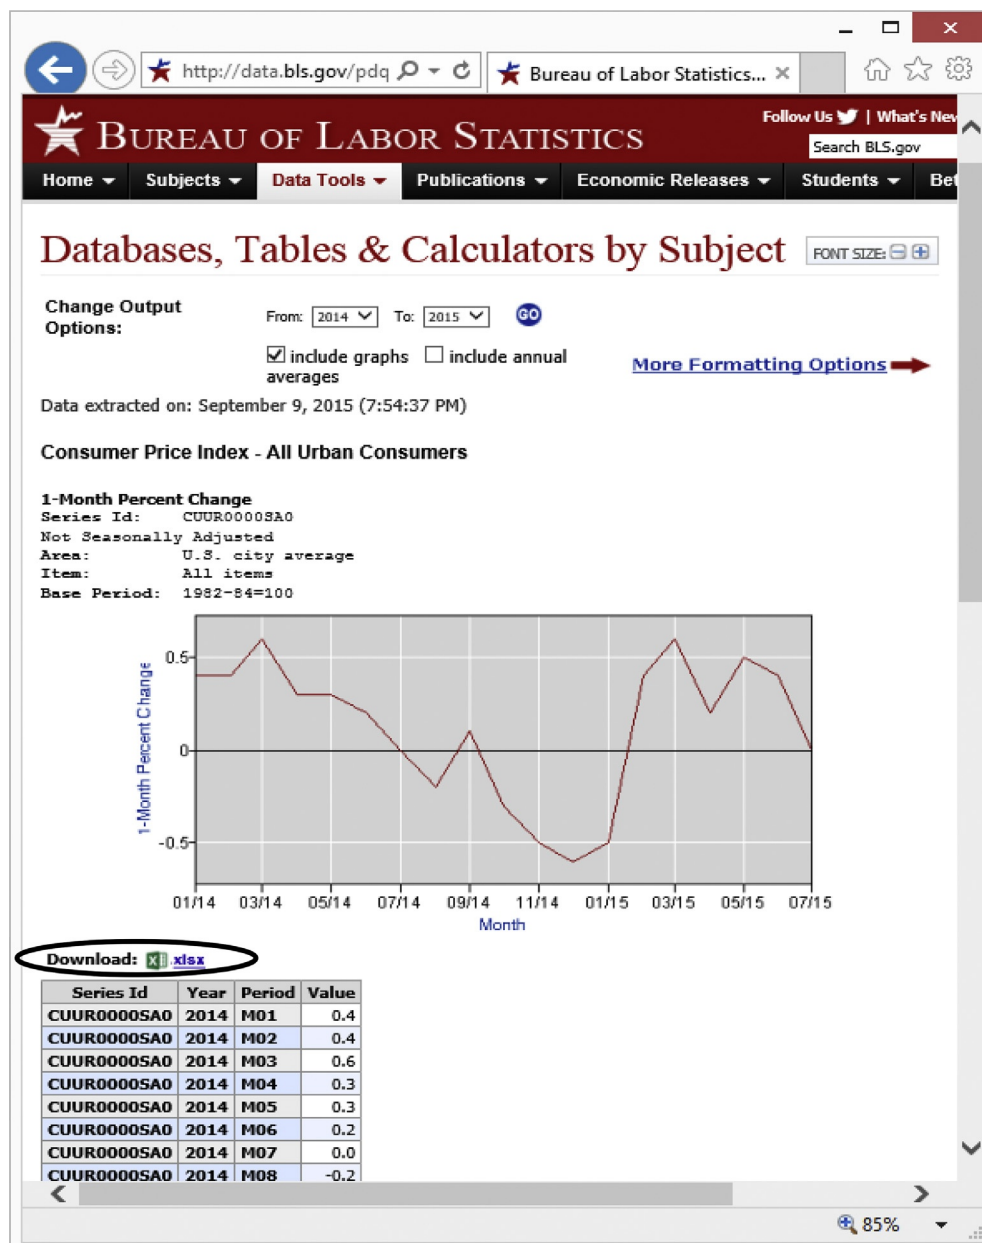 http://data.bls.gov/pdq
Bureau of Labor Statistics...
BUREAU OF LABOR STATISTICS
Follow Us | What's New
Search BLS.gov
Home Subjects Data Tools Publications Economic Releases Students Bet
Databases, Tables & Calculators by Subject
FONT SIZE:
Change Output
Options:
From: 2014 To: 2015 GO
include graphs include annual
averages
More Formatting Options
Data extracted on: September 9, 2015 (7:54:37 PM)
Consumer Price Index - All Urban Consumers
1-Month Percent Change
Series Id: CUUR0000SA0
Not Seasonally Adjusted
Area: U.S. city average
Item: All items
Base Period: 1982-84=100
1-Month Percent Change
0.5
0
-0.5
01/14 03/14 05/14 07/14 09/14 11/14 01/15 03/15 05/15 07/15
Month
Download: .xlsx
Series Id Year Period Value
CUUR0000SA0 2014 M01 0.4
CUUR0000SA0 2014 M02 0.4
CUUR0000SA0 2014 M03 0.6
CUUR0000SA0 2014 M04 0.3
CUUR0000SA0 2014 M05 0.3
CUUR0000SA0 2014 M06 0.2
CUUR0000SA0 2014 M07 0.0
CUUR0000SA0 2014 M08 -0.2
85%